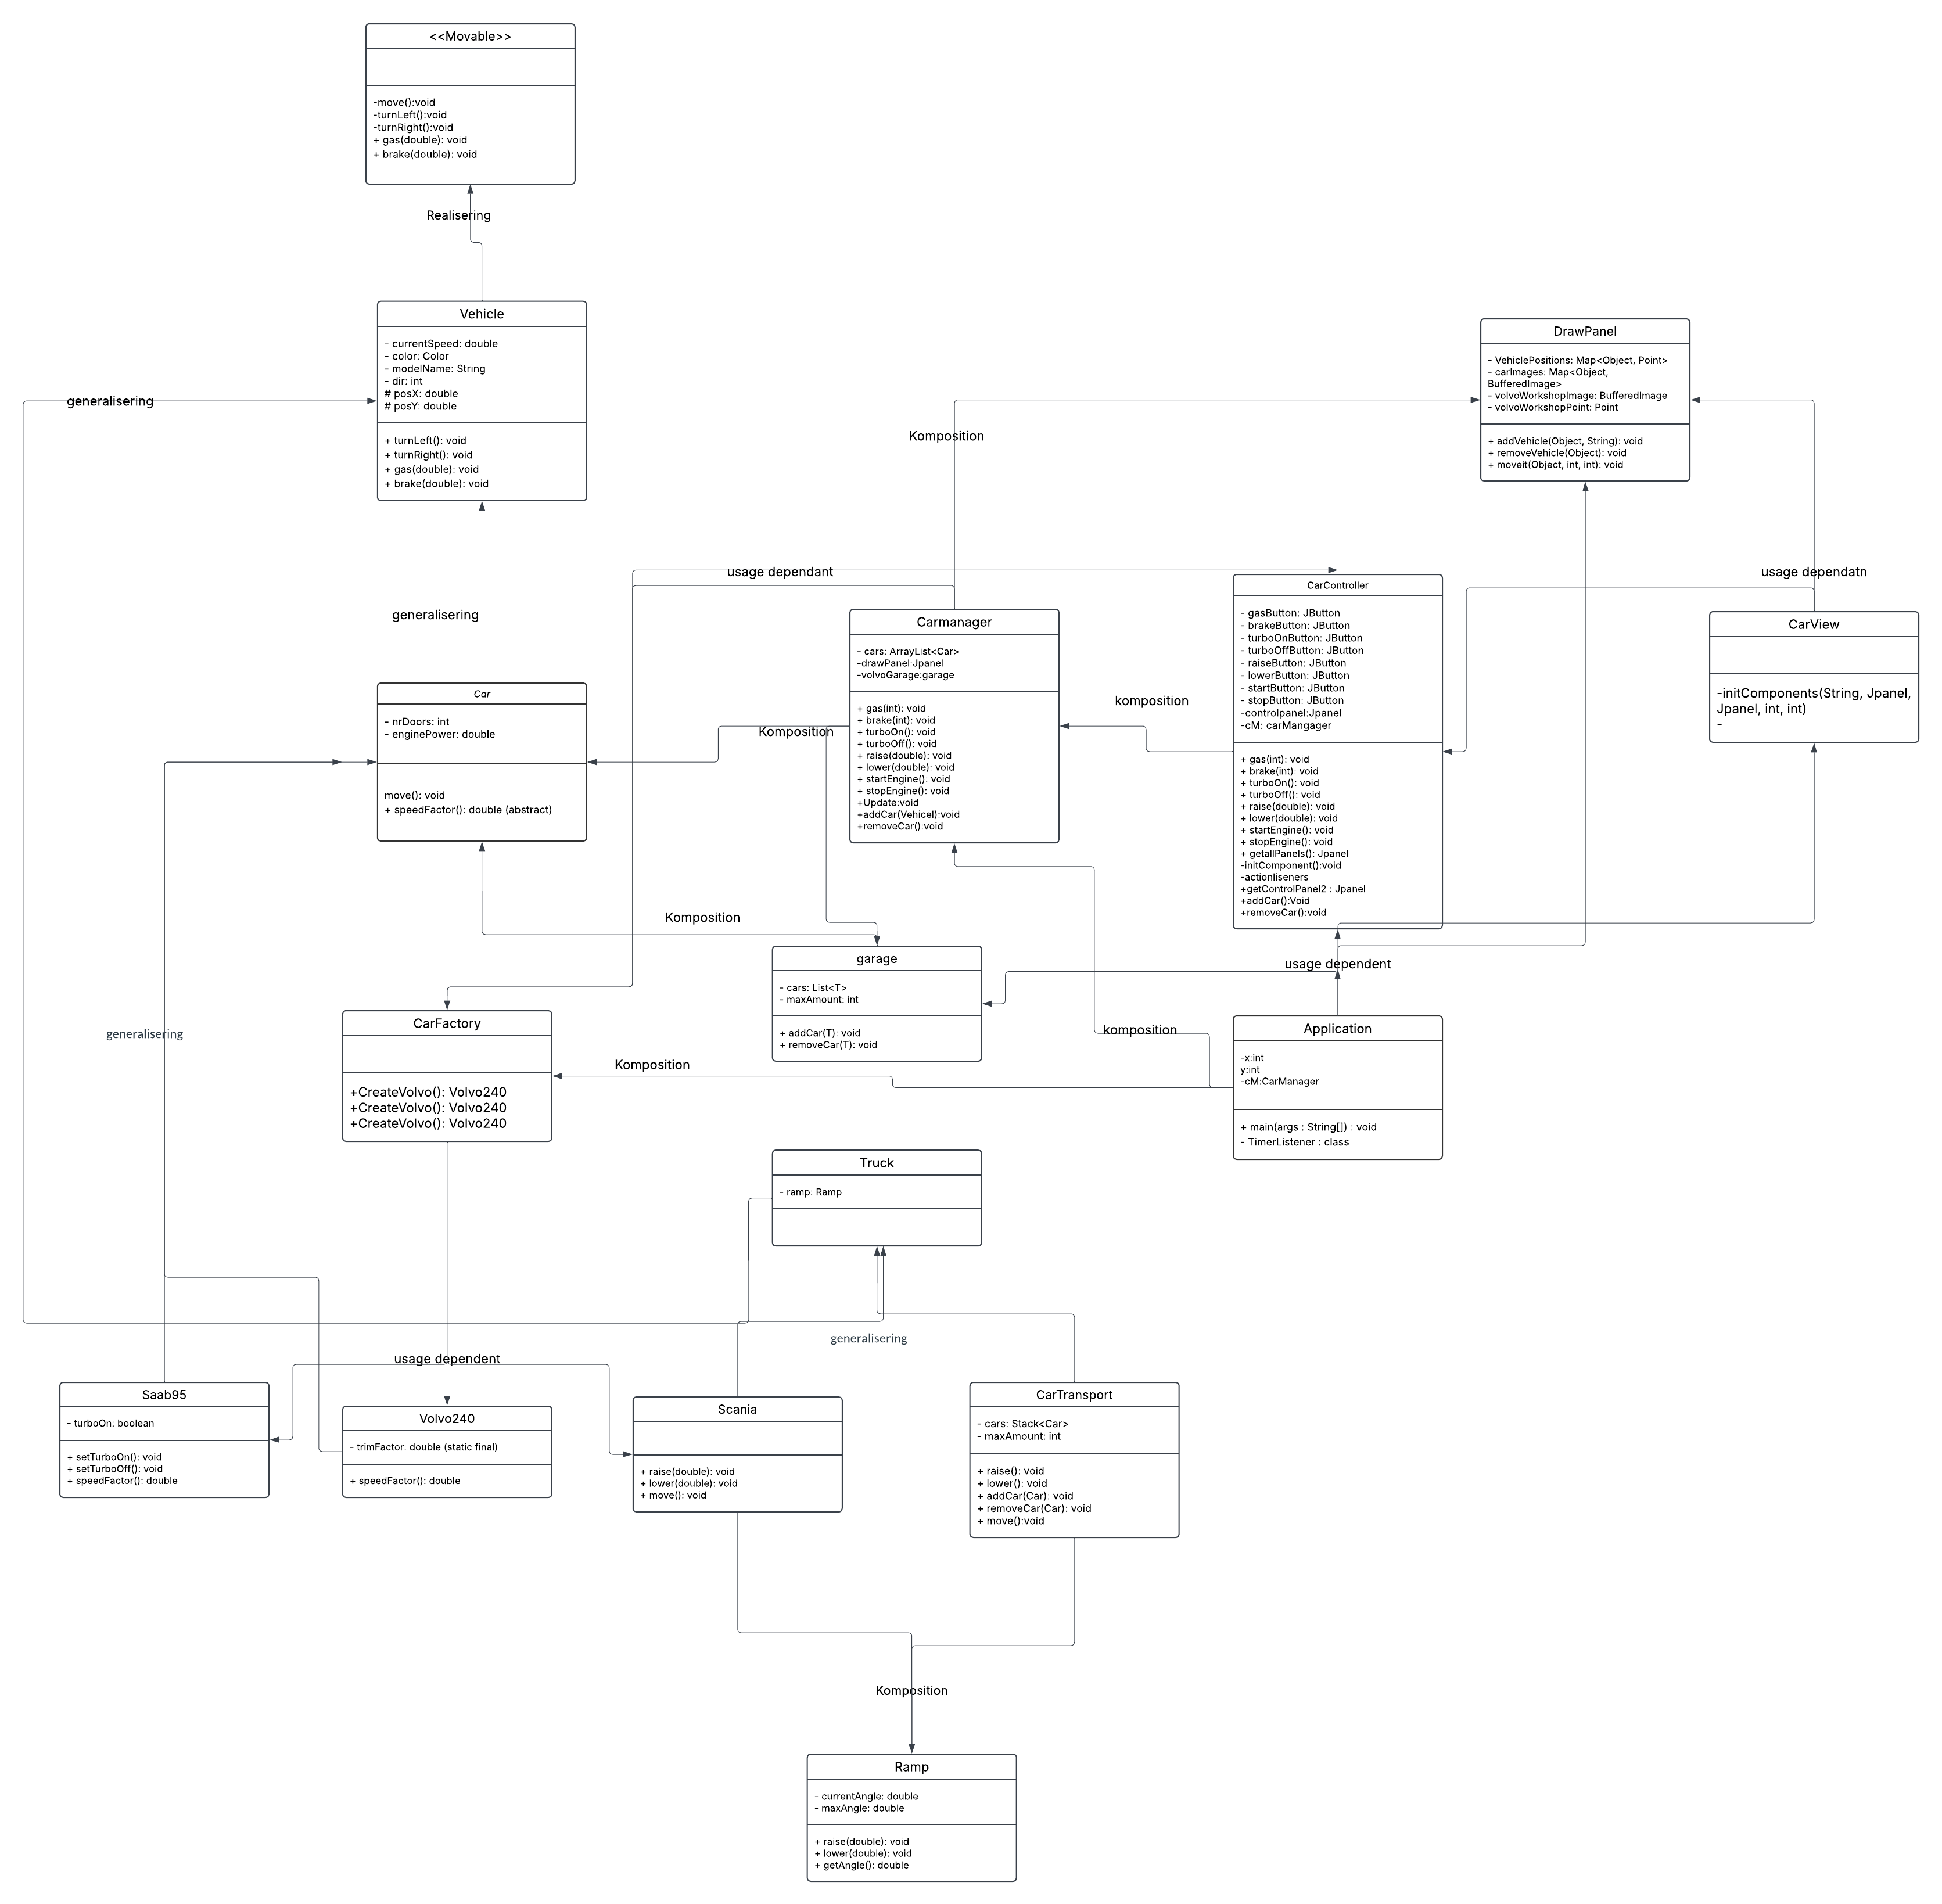 <<Movable>>
-move():void
-turnLeft():void
-turnRight():void
+ gas(double): void
+ brake(double): void
Realisering
Vehicle
- currentSpeed: double
- color: Color
- modelName: String
- dir: int
# posX: double
# posY: double
+ turnLeft(): void
+ turnRight(): void
+ gas(double): void
+ brake(double): void
generalisering
DrawPanel
- VehiclePositions: Map<Object, Point>
- carImages: Map<Object,
BufferedImage>
- volvoWorkshopImage: BufferedImage
- volvoWorkshopPoint: Point
+ addVehicle(Object, String): void
+ removeVehicle(Object): void
+ moveit(Object, int, int): void
Komposition
usage dependant
usage dependatn
generalisering
CarController
- gasButton: JButton
- brakeButton: JButton
- turboOnButton: JButton
- turboOffButton: JButton
- raiseButton: JButton
- lowerButton: JButton
- startButton: JButton
- stopButton: JButton
-controlpanel:Jpanel
-cM: carMangager
+ gas(int): void
+ brake(int): void
+ turboOn(): void
+ turboOff(): void
+ raise(double): void
+ lower(double): void
+ startEngine(): void
+ stopEngine(): void
+ getallPanels(): Jpanel
-initComponent():void
-actionliseners
+getControlPanel2 : Jpanel
+addCar():Void
+removeCar():void
Carmanager
- cars: ArrayList<Car>
-drawPanel:Jpanel
-volvoGarage:garage
+ gas(int): void
+ brake(int): void
+ turboOn(): void
+ turboOff(): void
+ raise(double): void
+ lower(double): void
+ startEngine(): void
+ stopEngine(): void
+Update:void
+addCar(Vehicel):void
+removeCar():void
CarView
-initComponents(String, Jpanel,
Jpanel, int, int)
-
komposition
Komposition
Car
- nrDoors: int
- enginePower: double
move(): void
+ speedFactor(): double (abstract)
Komposition
garage
- cars: List<T>
- maxAmount: int
+ addCar(T): void
+ removeCar(T): void
usage dependent
generalisering
CarFactory
+CreateVolvo(): Volvo240
+CreateVolvo(): Volvo240
+CreateVolvo(): Volvo240
Komposition
komposition
Application
-x:int
y:int
-cM:CarManager
+ main(args : String[]) : void
- TimerListener : class
Truck
- ramp: Ramp
generalisering
usage dependent
Saab95
- turboOn: boolean
+ setTurboOn(): void
+ setTurboOff(): void
+ speedFactor(): double
Volvo240
- trimFactor: double (static final)
+ speedFactor(): double
Scania
+ raise(double): void
+ lower(double): void
+ move(): void
CarTransport
- cars: Stack<Car>
- maxAmount: int
+ raise(): void
+ lower(): void
+ addCar(Car): void
+ removeCar(Car): void
+ move():void
Komposition
Ramp
- currentAngle: double
- maxAngle: double
+ raise(double): void
+ lower(double): void
+ getAngle(): double